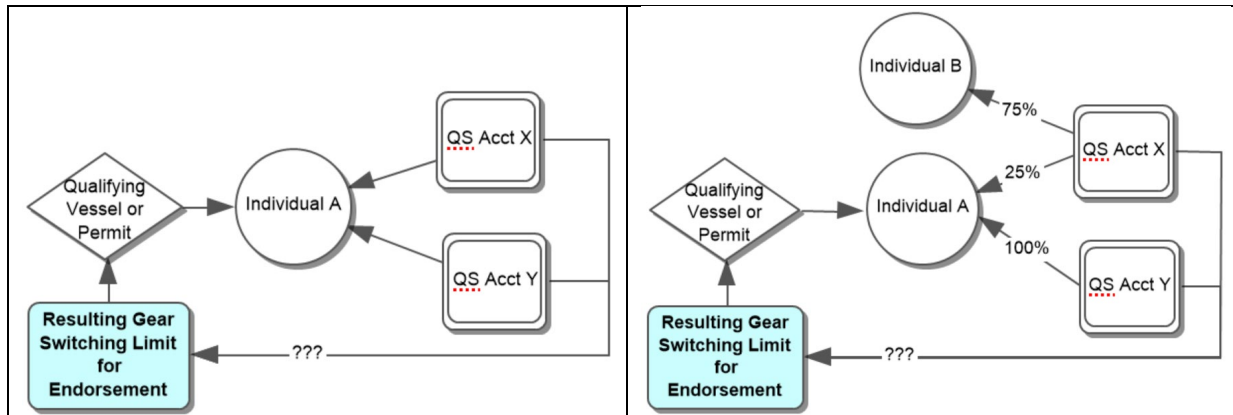 QS Acct X
Qualifying
Vessel or
Permit
Individual A
QS Acct Y
Resulting Gear
Switching Limit
for
Endorsement
???
Individual B
75%
QS Acct X
25%
Qualifying
Vessel or
Permit
Individual A
100%
QS Acct Y
Resulting Gear
Switching Limit
for
Endorsement
???